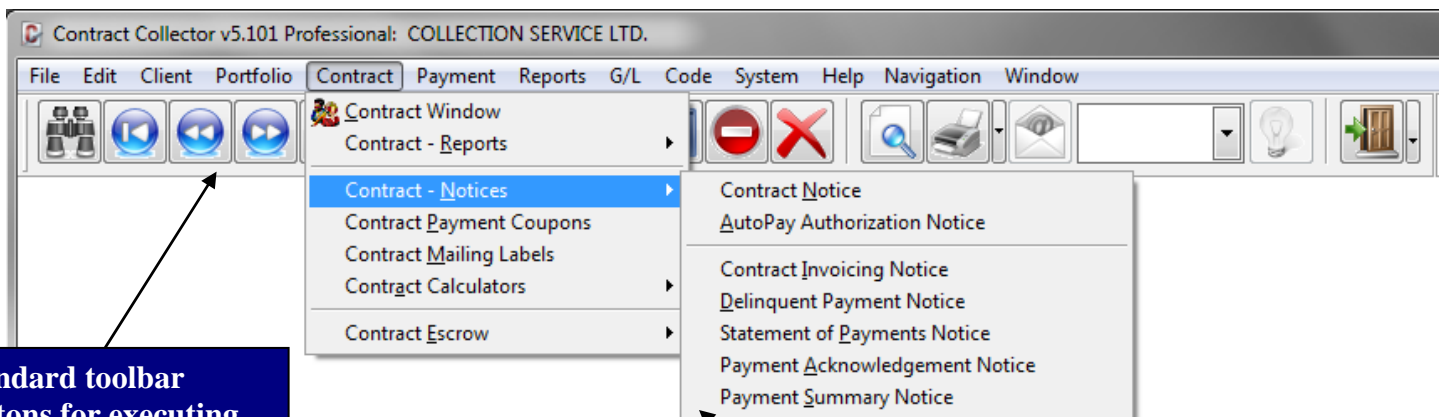 Contract Collector v5.101 Professional: COLLECTION SERVICE LTD.
File Edit Client Portfolio Contract Payment Reports G/L Code System Help Navigation Window
Contract Window
Contract - Reports
Contract - Notices
Contract Payment Coupons
Contract Mailing Labels
Contract Calculators
Contract Escrow
Contract Notice
AutoPay Authorization Notice
Contract Invoicing Notice
Delinquent Payment Notice
Statement of Payments Notice
Payment Acknowledgement Notice
Payment Summary Notice
toolbar
for executing